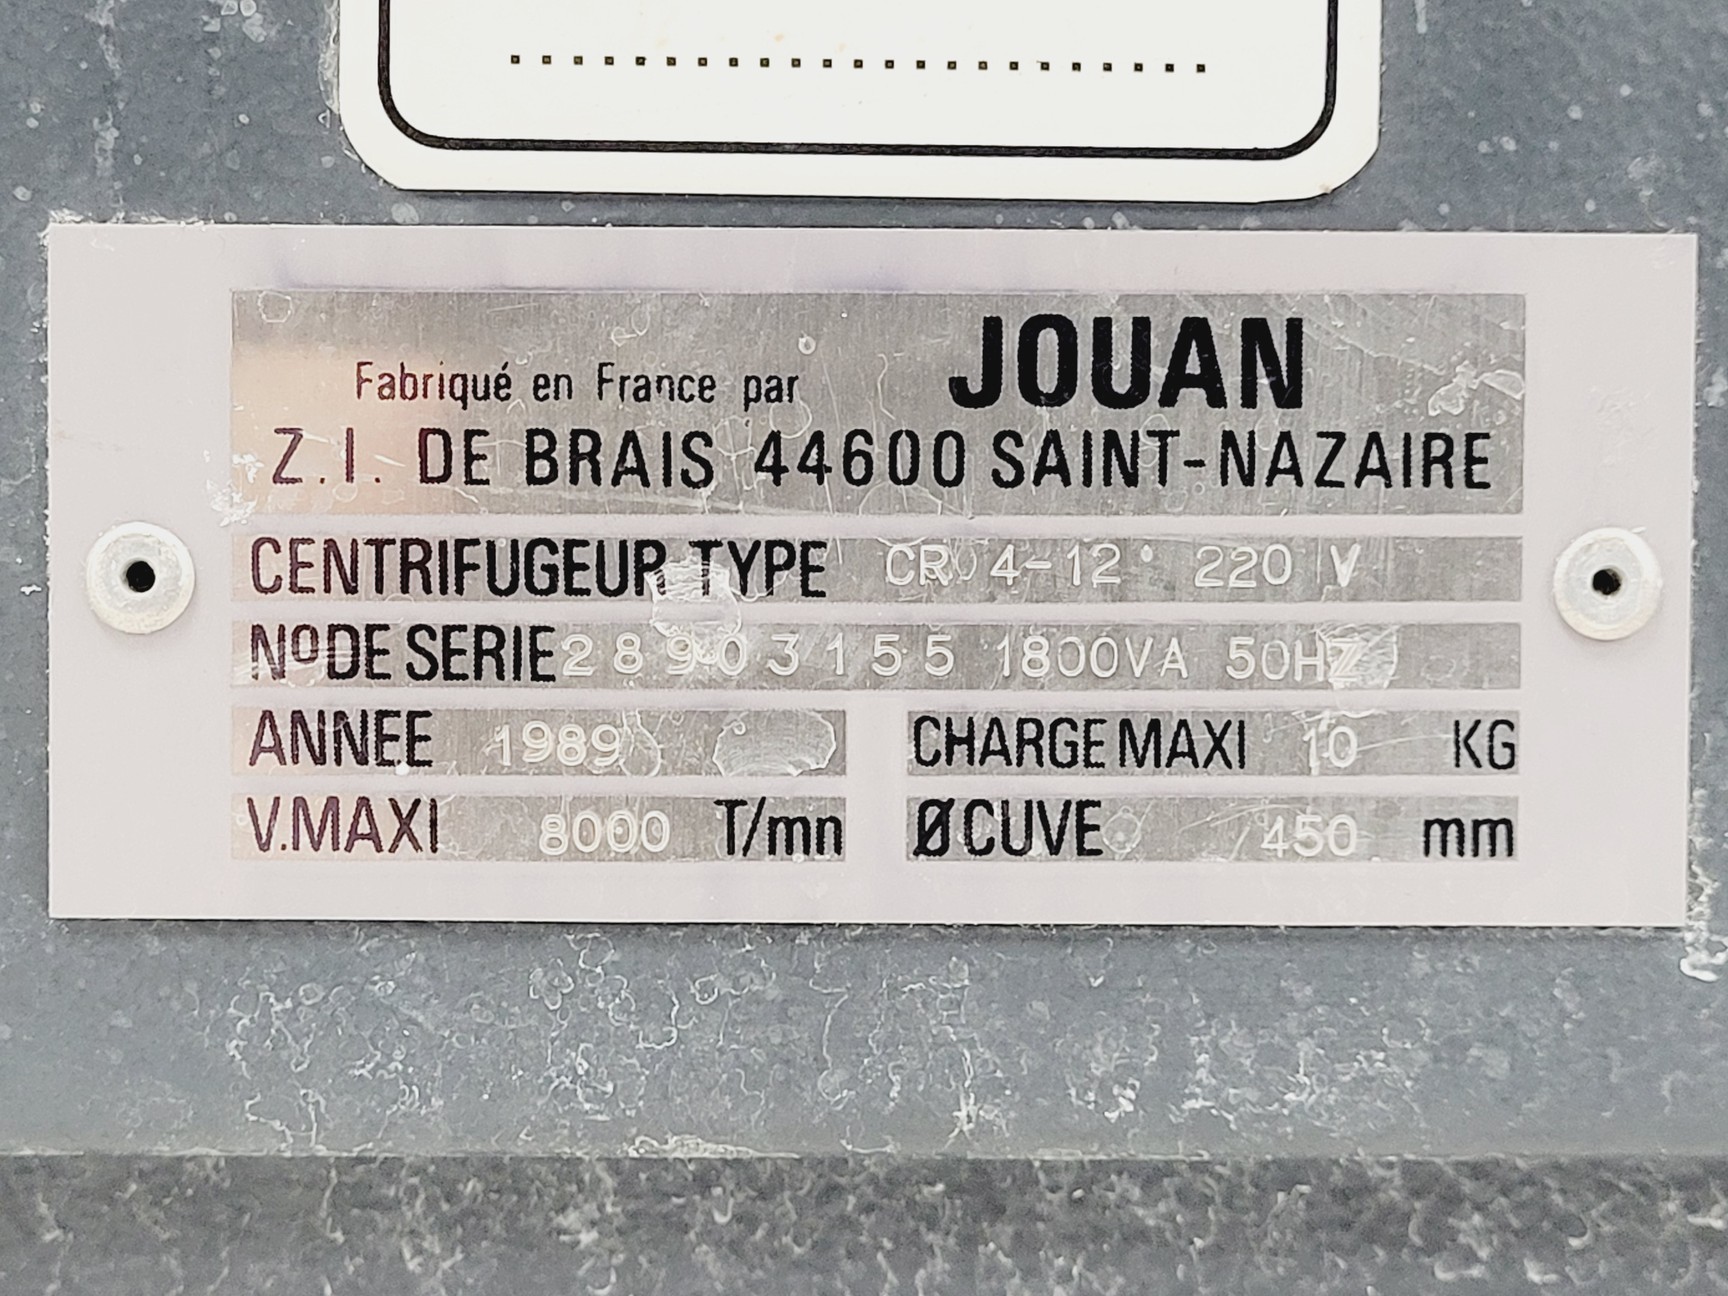 Fabriqué en France par JOUAN
Z.I. DE BRAIS 44600 SAINT-NAZAIRE
CENTRIFUGEUR TYPE CR 4-12 220 V
NºDE SERIE 28903155 1800VA 50HZ
ANNEE 1989 CHARGE MAXI 10 KG
V.MAXI 8000 T/mn ØCUVE 450 mm